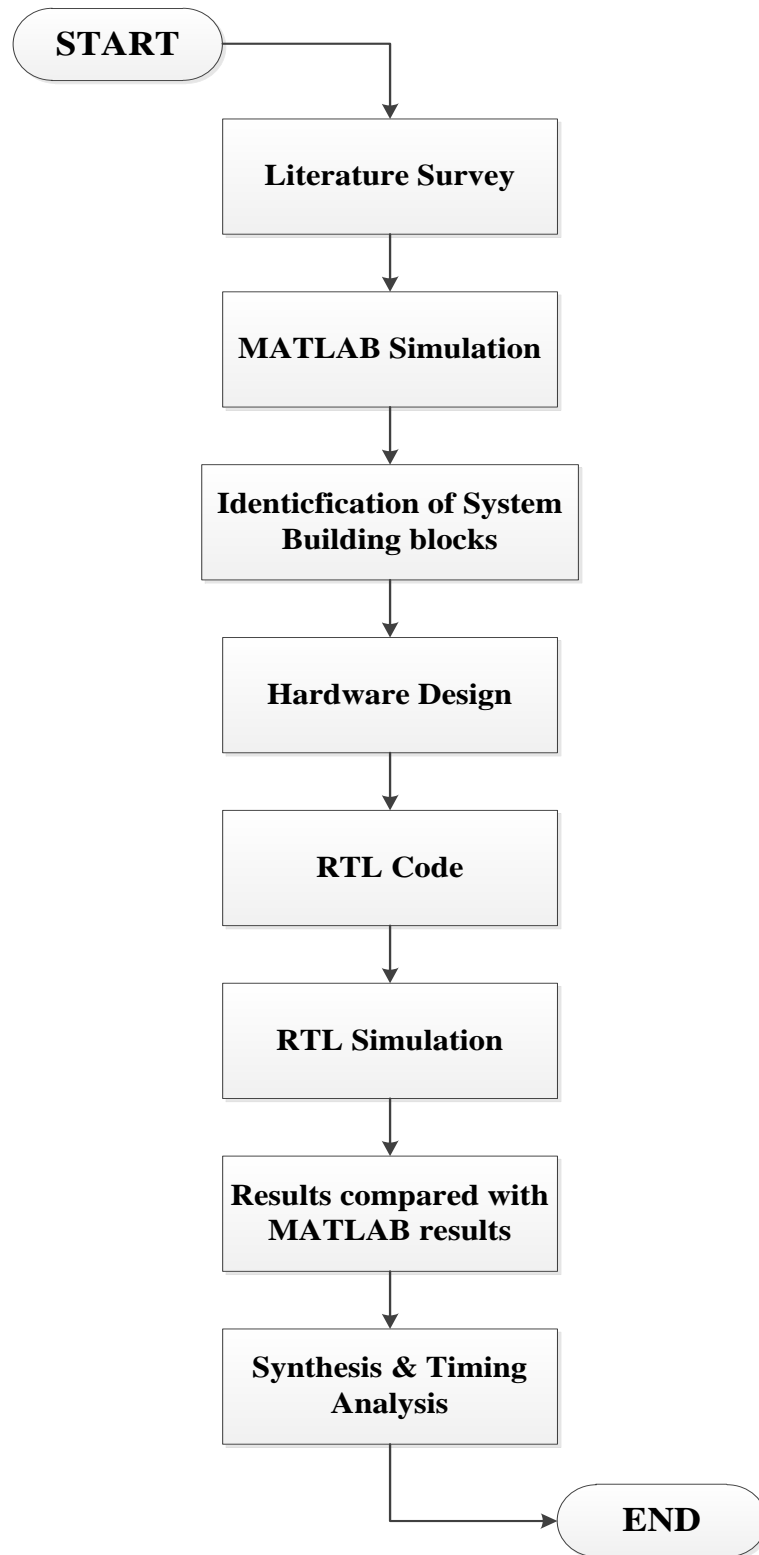 START
Literature Survey
MATLAB Simulation
Identicfication of System
Building blocks
Hardware Design
RTL Code
RTL Simulation
Results compared with
MATLAB results
Synthesis & Timing
Analysis
END